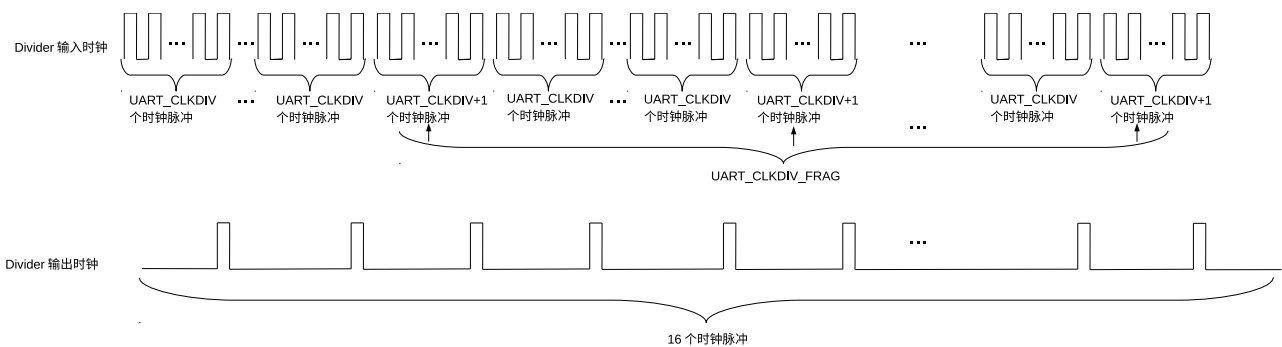 Divider 输入时钟
UART_CLKDIV ... UART_CLKDIV UART_CLKDIV+1 UART_CLKDIV ... UART_CLKDIV UART_CLKDIV+1 UART_CLKDIV UART_CLKDIV+1
个时钟脉冲 个时钟脉冲 个时钟脉冲 个时钟脉冲 个时钟脉冲 个时钟脉冲 ... 个时钟脉冲 个时钟脉冲
UART_CLKDIV_FRAG
Divider 输出时钟
16 个时钟脉冲